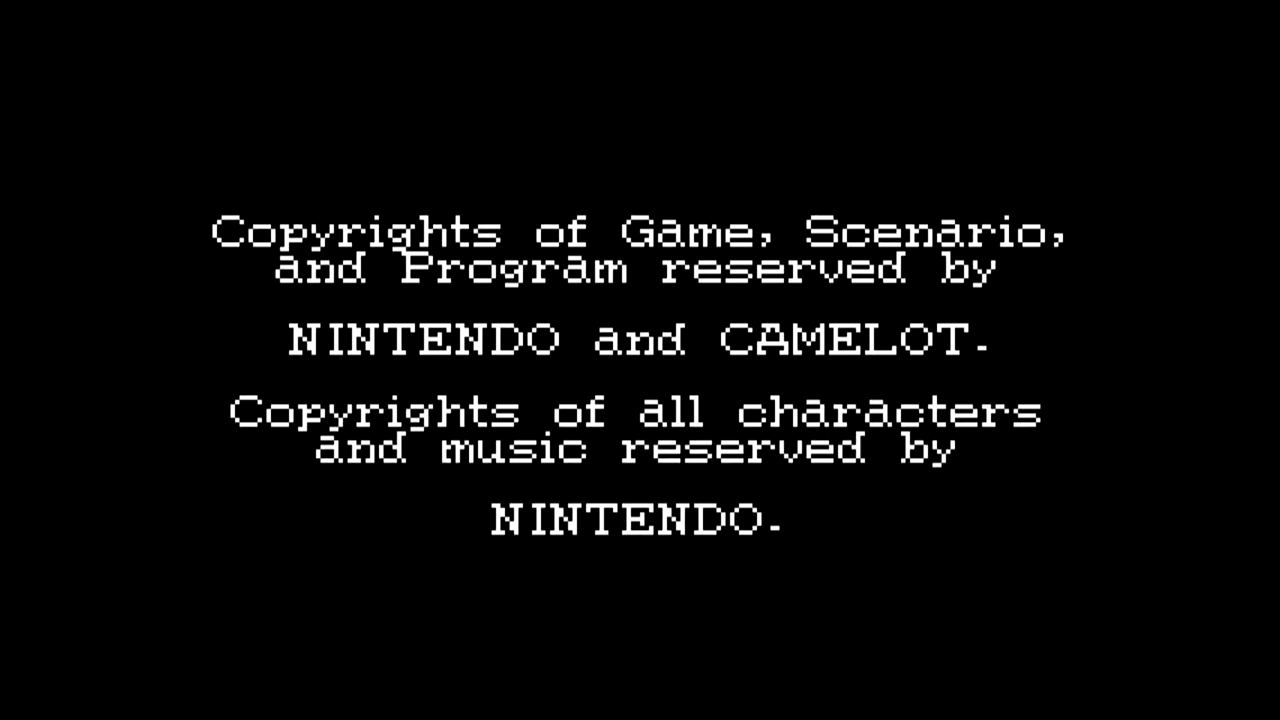 Copyrights of Game, Scenario,
and Program reserved by
NINTENDO and CAMELOT.
Copyrights of all characters
and music reserved by
NINTENDO.